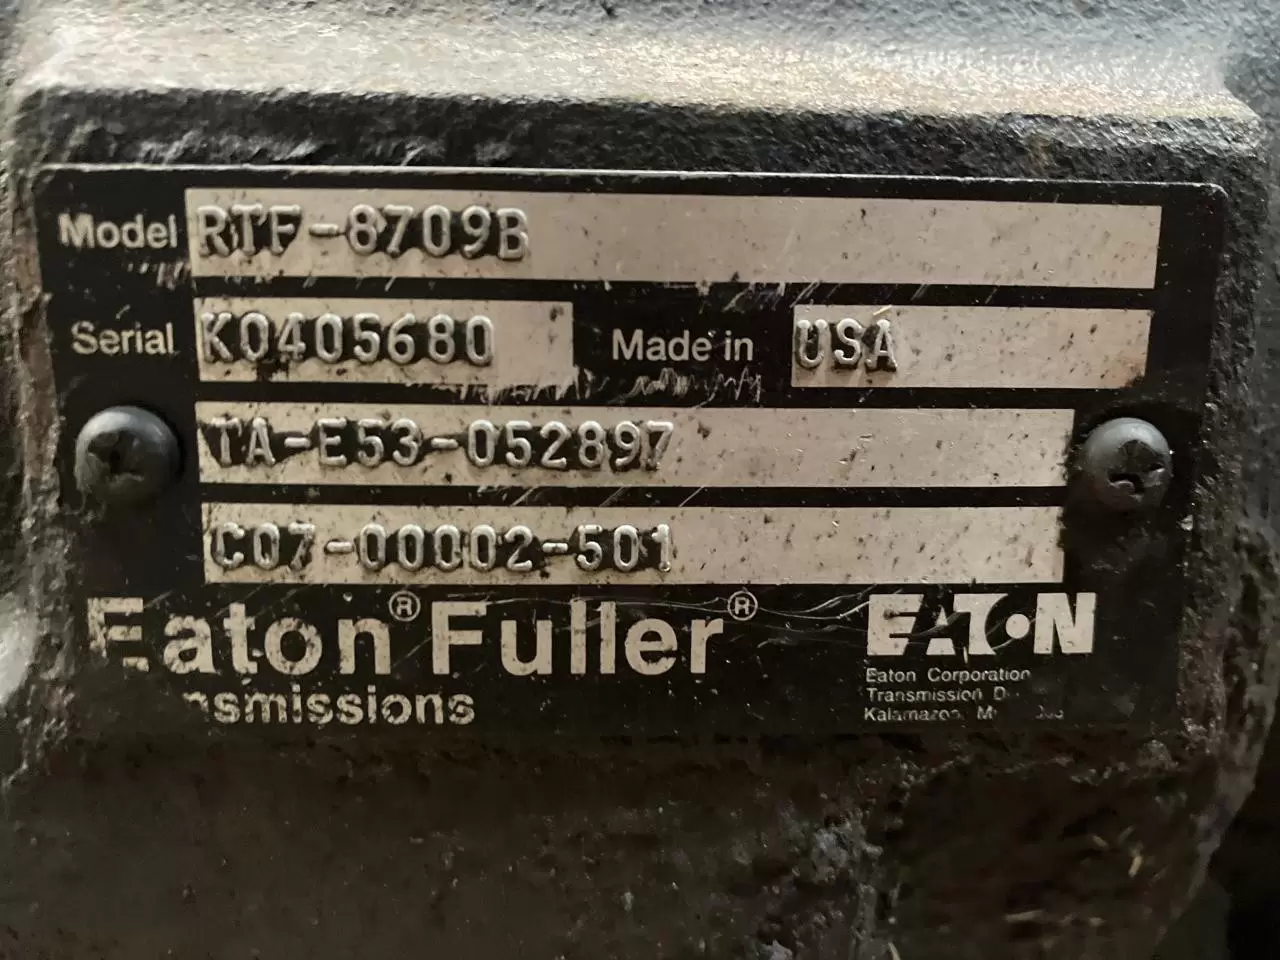 Model RTF-8709B
Serial K0405680 Made in USA
TA-E53-052897
C07-00002-501
Eaton® Fuller®
EATON
Eaton Corporation
Transmission
Kalamazoo